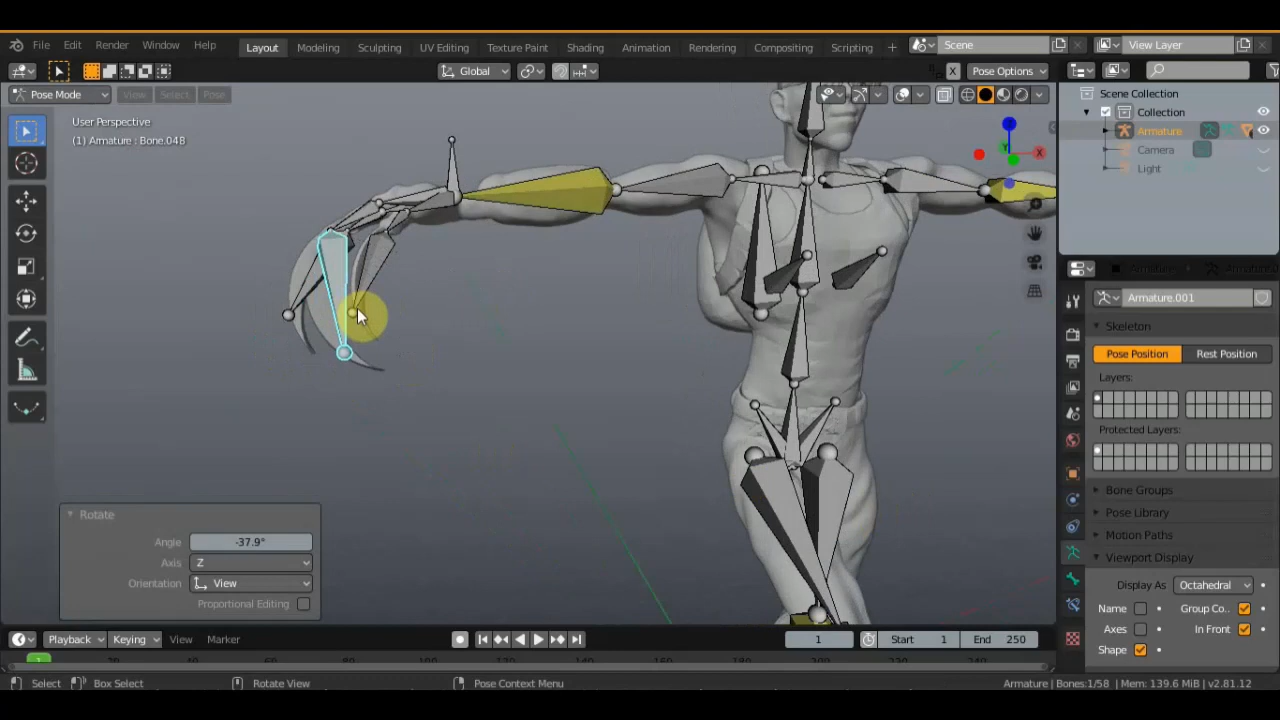 File Edit Render Window Help Layout Modeling Sculpting UV Editing Texture Paint Shading Animation Rendering Compositing Scripting + Scene View Layer
Global X Pose Options
Pose Mode View Select Pose
User Perspective
(1) Armature : Bone.048
Z
X
Y
Scene Collection
Collection
Armature
Camera
Light
Armature.001
Skeleton
Pose Position Rest Position
Layers:
Protected Layers:
Bone Groups
Pose Library
Motion Paths
Viewport Display
Display As Octahedral
Name Group Co..
Axes In Front
Shape
Rotate
Angle -37.9°
Axis Z
Orientation View
Proportional Editing
Playback Keying View Marker 1 Start 1 End 250
1
Select Box Select Rotate View Pose Context Menu Armature | Bones:1/58 | Mem: 139.6 MiB | v2.81.12